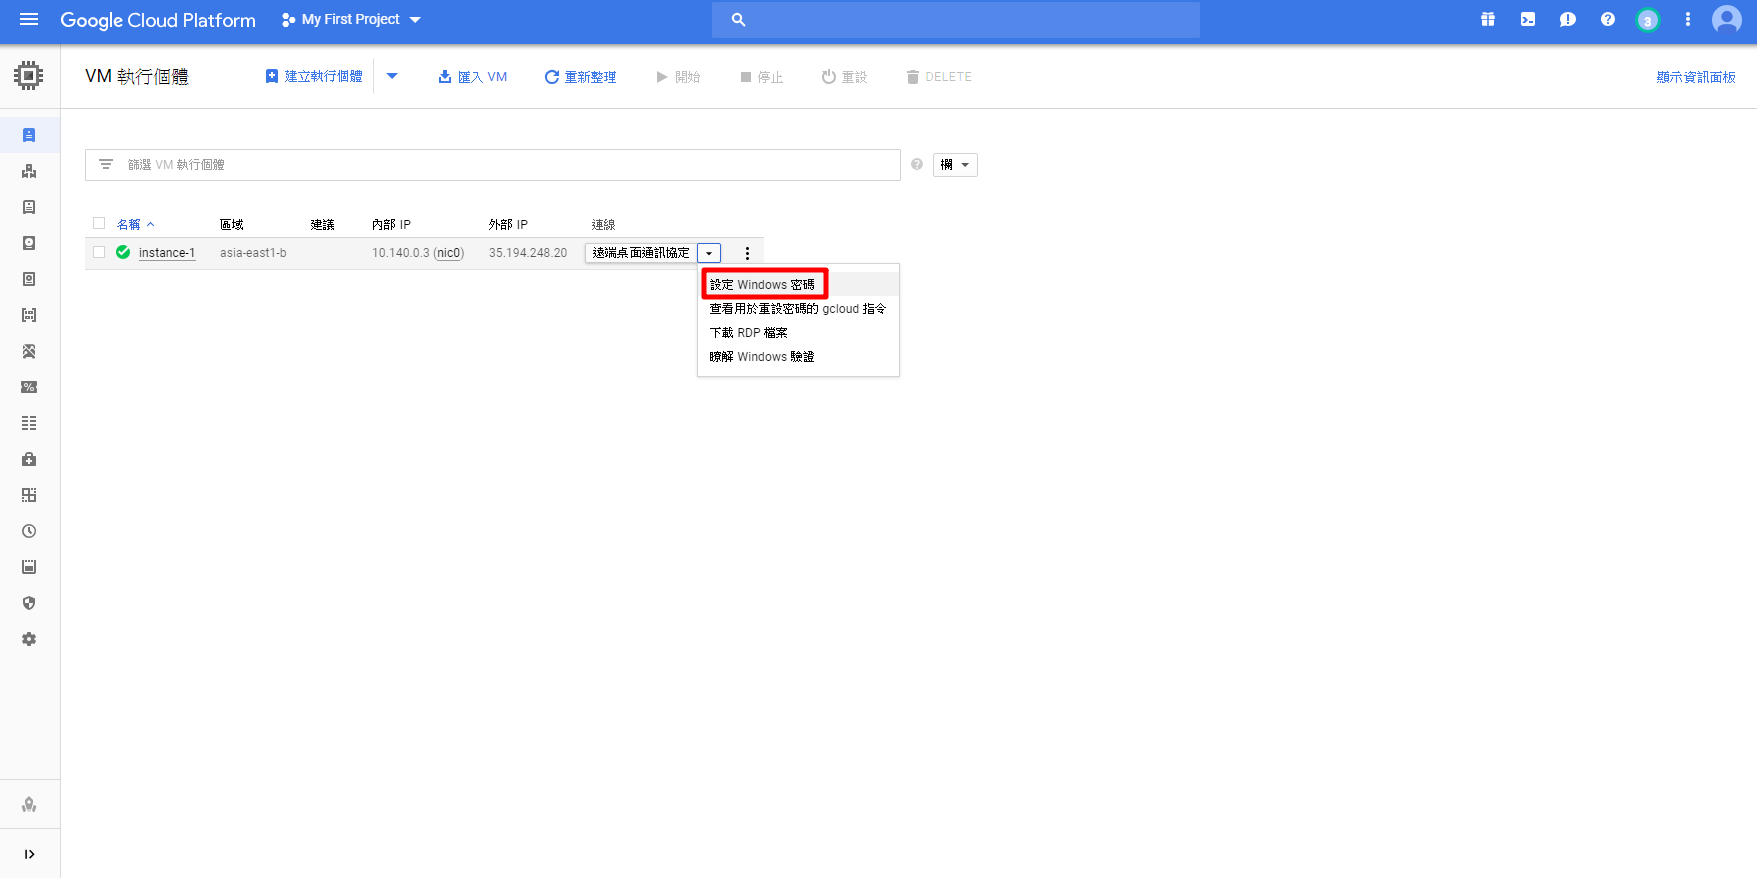 Google Cloud Platform My First Project 3
VM 執行個體 建立執行個體 匯入 VM 重新整理 開始 停止 重設 DELETE 顯示資訊面板
篩選 VM 執行個體 ? 欄
名稱 區域 建議 內部 IP 外部 IP 連線
instance-1 asia-east1-b 10.140.0.3 (nic0) 35.194.248.20 遠端桌面通訊協定
設定 Windows 密碼
查看用於重設密碼的 gcloud 指令
下載 RDP 檔案
瞭解 Windows 驗證